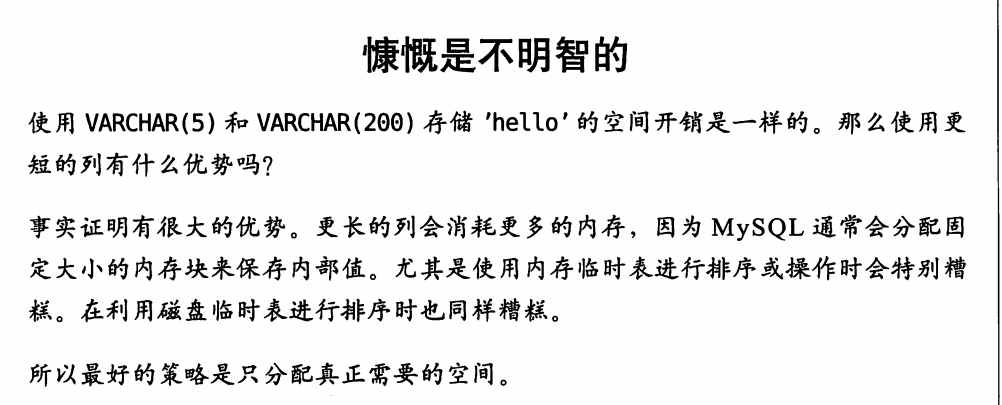 慷慨是不明智的
使用 VARCHAR(5) 和 VARCHAR(200) 存储 'hello' 的空间开销是一样的。那么使用更
短的列有什么优势吗？
事实证明有很大的优势。更长的列会消耗更多的内存，因为 MySQL 通常会分配固
定大小的内存块来保存内部值。尤其是使用内存临时表进行排序或操作时会特别糟
糕。在利用磁盘临时表进行排序时也同样糟糕。
所以最好的策略是只分配真正需要的空间。